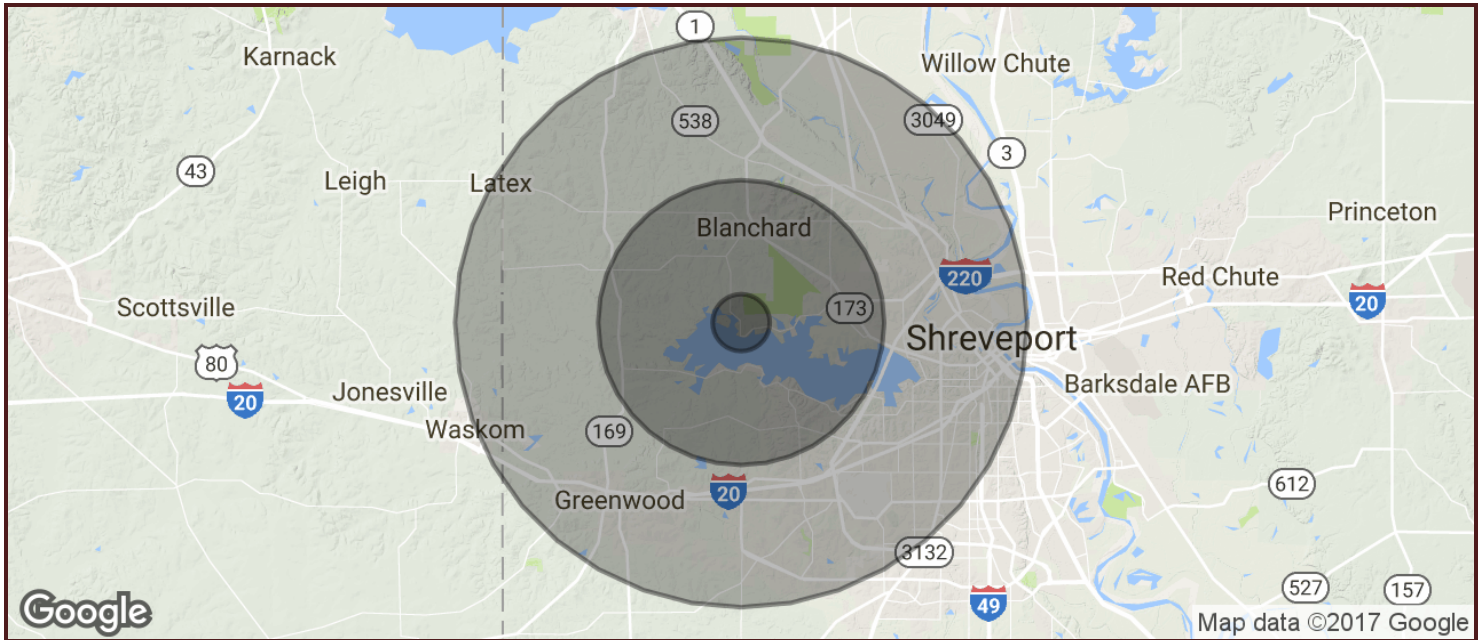 1
Karnack
Willow Chute
538
3049
3
43
Leigh
Latex
Princeton
Blanchard
220
Red Chute
20
Scottsville
173
Shreveport
80
Barksdale AFB
20
Jonesville
Waskom
169
612
20
Greenwood
3132
527
157
49
Google
Map data ©2017 Google